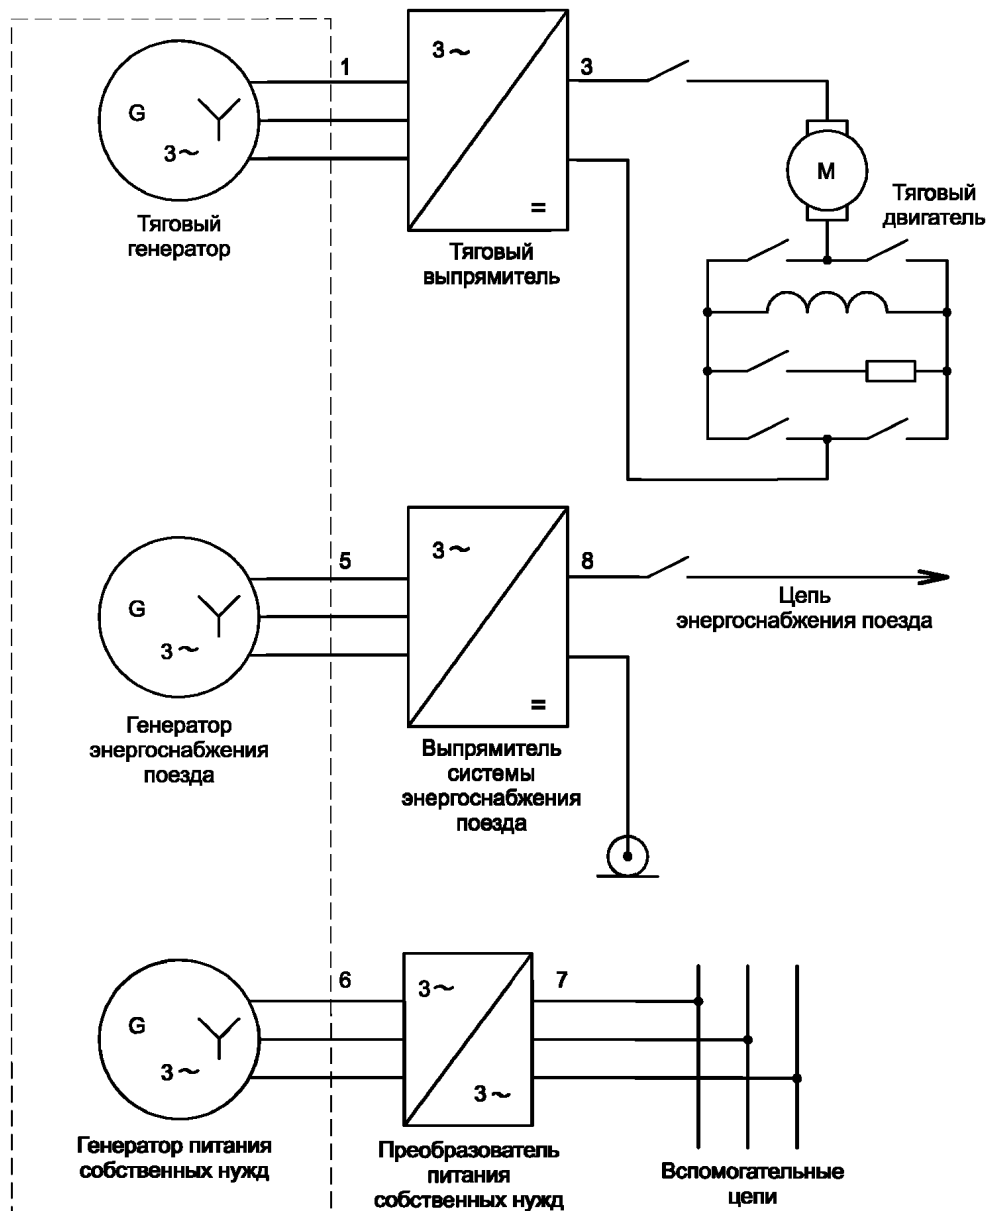 1
3
G
3~
3~
=
M
Тяговый
генератор
Тяговый
выпрямитель
Тяговый
двигатель
5
8
G
3~
3~
=
Цепь
энергоснабжения поезда
Генератор
энергоснабжения
поезда
Выпрямитель
системы
энергоснабжения
поезда
6
7
G
3~
3~
3~
Генератор питания
собственных нужд
Преобразователь
питания
собственных нужд
Вспомогательные
цепи